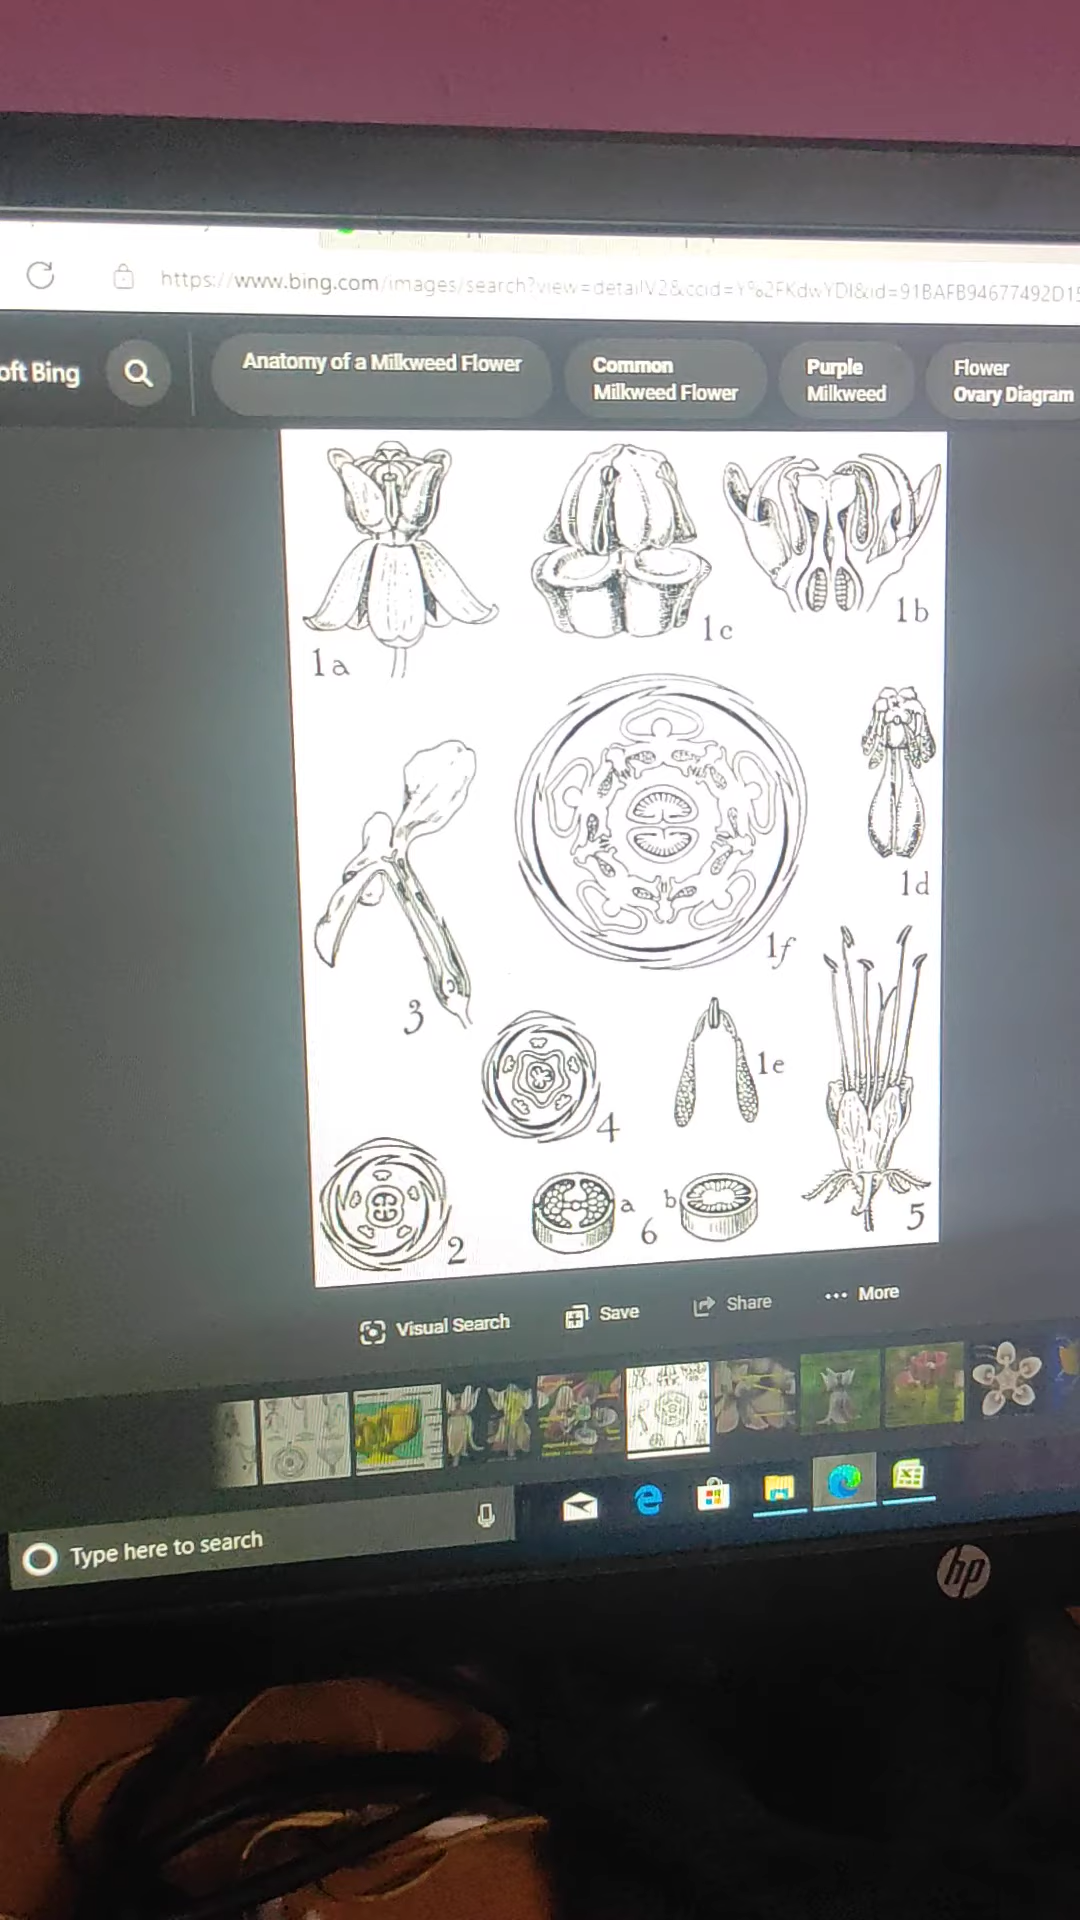 https://www.bing.com/images/search?view=detailV2&ccid=Y%2FKdwYDI&id=91BAFB94677492D15
oft Bing
Anatomy of a Milkweed Flower
Common
Milkweed Flower
Purple
Milkweed
Flower
Ovary Diagram
1a
1c
1b
1d
1f
3
1e
4
2
a
6
b
5
Visual Search
Save
Share
More
Type here to search
hp